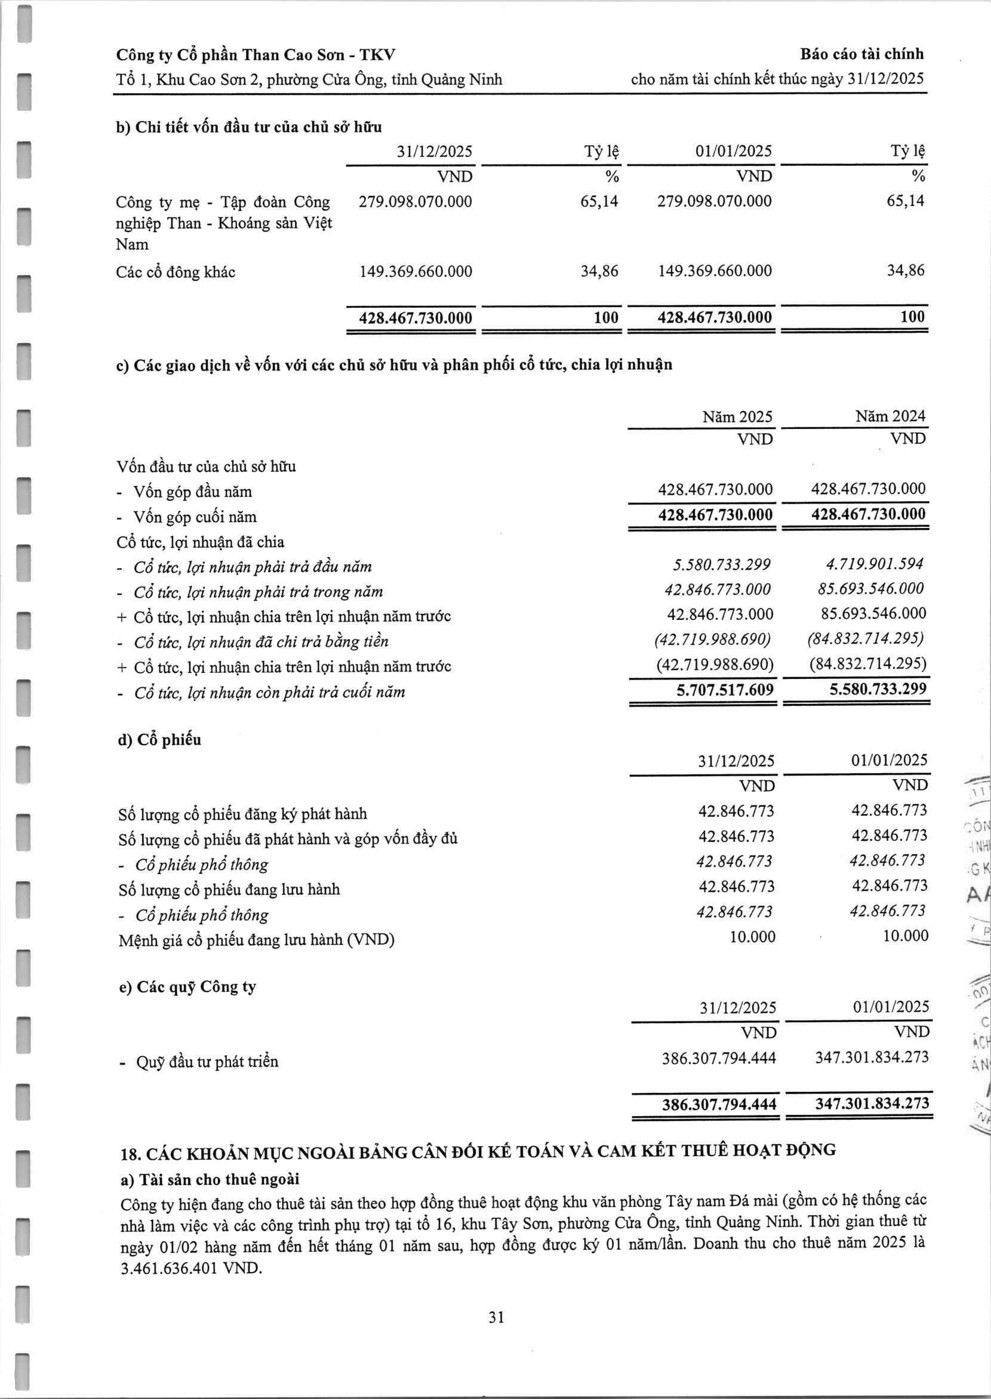 Công ty Cổ phần Than Cao Sơn - TKV Báo cáo tài chính
Tổ 1, Khu Cao Sơn 2, phường Cửa Ông, tỉnh Quảng Ninh cho năm tài chính kết thúc ngày 31/12/2025
b) Chi tiết vốn đầu tư của chủ sở hữu
31/12/2025 Tỷ lệ 01/01/2025 Tỷ lệ
VND % VND %
Công ty mẹ - Tập đoàn Công 279.098.070.000 65,14 279.098.070.000 65,14
nghiệp Than - Khoáng sản Việt
Nam
Các cổ đông khác 149.369.660.000 34,86 149.369.660.000 34,86
428.467.730.000 100 428.467.730.000 100
c) Các giao dịch về vốn với các chủ sở hữu và phân phối cổ tức, chia lợi nhuận
Năm 2025 Năm 2024
VND VND
Vốn đầu tư của chủ sở hữu
- Vốn góp đầu năm 428.467.730.000 428.467.730.000
- Vốn góp cuối năm 428.467.730.000 428.467.730.000
Cổ tức, lợi nhuận đã chia
- Cổ tức, lợi nhuận phải trả đầu năm 5.580.733.299 4.719.901.594
- Cổ tức, lợi nhuận phải trả trong năm 42.846.773.000 85.693.546.000
+ Cổ tức, lợi nhuận chia trên lợi nhuận năm trước 42.846.773.000 85.693.546.000
- Cổ tức, lợi nhuận đã chi trả bằng tiền (42.719.988.690) (84.832.714.295)
+ Cổ tức, lợi nhuận chia trên lợi nhuận năm trước (42.719.988.690) (84.832.714.295)
- Cổ tức, lợi nhuận còn phải trả cuối năm 5.707.517.609 5.580.733.299
d) Cổ phiếu
31/12/2025 01/01/2025
VND VND
Số lượng cổ phiếu đăng ký phát hành 42.846.773 42.846.773
Số lượng cổ phiếu đã phát hành và góp vốn đầy đủ 42.846.773 42.846.773
- Cổ phiếu phổ thông 42.846.773 42.846.773
Số lượng cổ phiếu đang lưu hành 42.846.773 42.846.773
- Cổ phiếu phổ thông 42.846.773 42.846.773
Mệnh giá cổ phiếu đang lưu hành (VND) 10.000 10.000
e) Các quỹ Công ty
31/12/2025 01/01/2025
VND VND
- Quỹ đầu tư phát triển 386.307.794.444 347.301.834.273
386.307.794.444 347.301.834.273
18. CÁC KHOẢN MỤC NGOÀI BẢNG CÂN ĐỐI KẾ TOÁN VÀ CAM KẾT THUÊ HOẠT ĐỘNG
a) Tài sản cho thuê ngoài
Công ty hiện đang cho thuê tài sản theo hợp đồng thuê hoạt động khu văn phòng Tây nam Đá mài (gồm có hệ thống các
nhà làm việc và các công trình phụ trợ) tại tổ 16, khu Tây Sơn, phường Cửa Ông, tỉnh Quảng Ninh. Thời gian thuê từ
ngày 01/02 hàng năm đến hết tháng 01 năm sau, hợp đồng được ký 01 năm/lần. Doanh thu cho thuê năm 2025 là
3.461.636.401 VND.
31